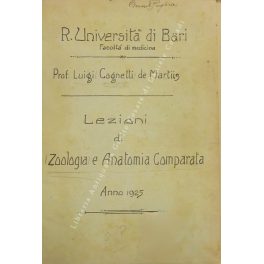 R. Università di Bari
Facoltà di medicina
Prof. Luigi Cognetti de Martiis
Lezioni
di
Zoologia e Anatomia Comparata
Anno 1925